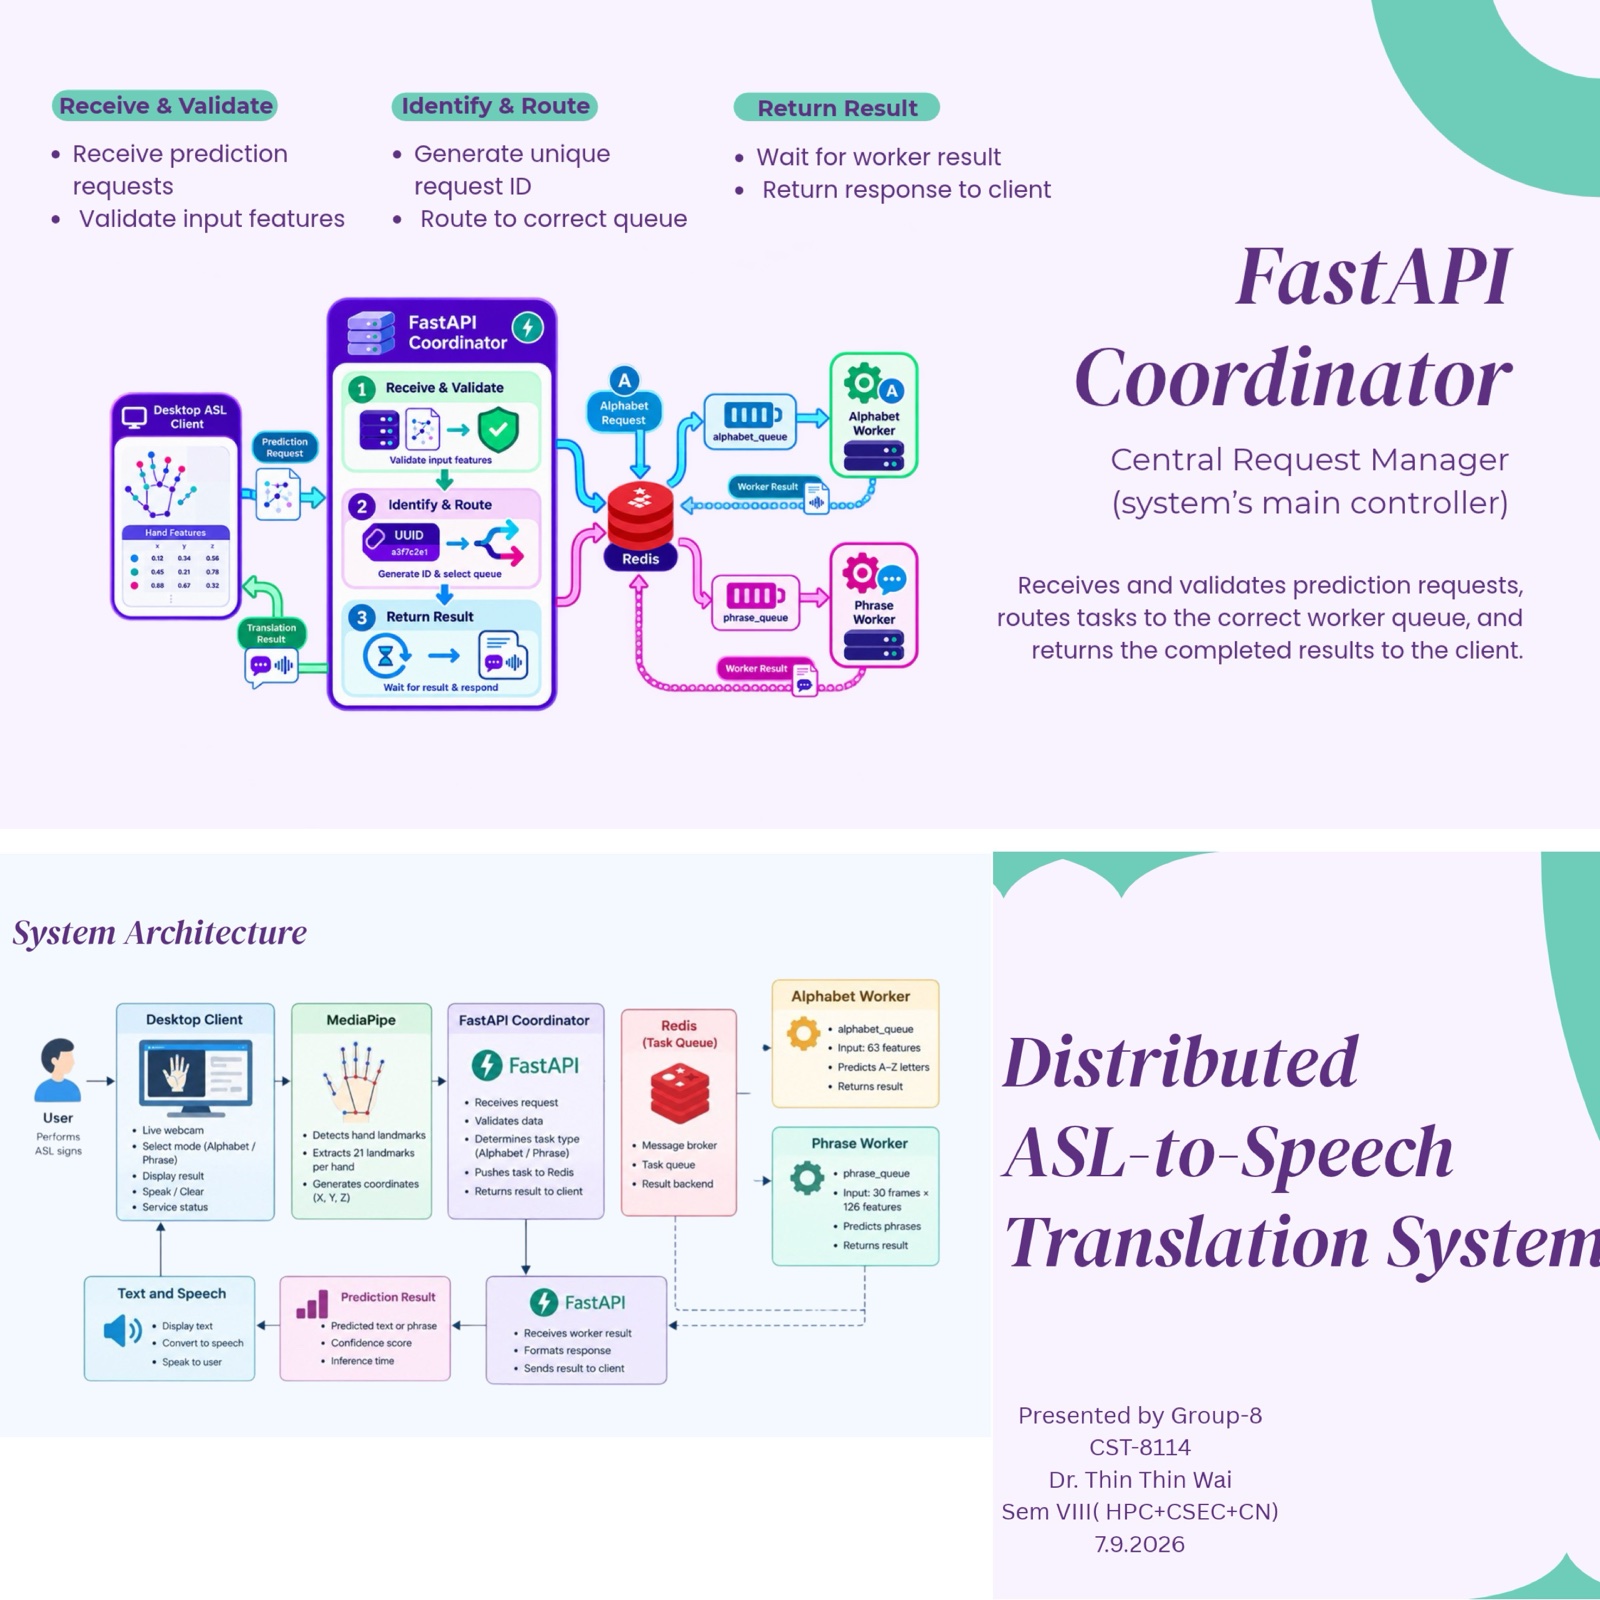 Receive & Validate
• Receive prediction
requests
• Validate input features
Identify & Route
• Generate unique
request ID
• Route to correct queue
Return Result
• Wait for worker result
• Return response to client
FastAPI
Coordinator
Central Request Manager
(system's main controller)
Receives and validates prediction requests,
routes tasks to the correct worker queue, and
returns the completed results to the client.
Desktop ASL
Client
Hand Features
x y z
0.12 0.34 0.56
0.45 0.21 0.78
0.88 0.67 0.32
⋮
Prediction
Request
Translation
Result
FastAPI
Coordinator
1 Receive & Validate
Validate input features
2 Identify & Route
UUID
a3f7c2e1
Generate ID & select queue
3 Return Result
Wait for result & respond
A
Alphabet
Request
Redis
alphabet_queue
A
Alphabet
Worker
Worker Result
phrase_queue
Phrase
Worker
Worker Result
System Architecture
User
Performs
ASL signs
Desktop Client
• Live webcam
• Select mode (Alphabet /
Phrase)
• Display result
• Speak / Clear
• Service status
MediaPipe
• Detects hand landmarks
• Extracts 21 landmarks
per hand
• Generates coordinates
(X, Y, Z)
FastAPI Coordinator
FastAPI
• Receives request
• Validates data
• Determines task type
(Alphabet / Phrase)
• Pushes task to Redis
• Returns result to client
Redis
(Task Queue)
• Message broker
• Task queue
• Result backend
Alphabet Worker
• alphabet_queue
• Input: 63 features
• Predicts A–Z letters
• Returns result
Phrase Worker
• phrase_queue
• Input: 30 frames ×
126 features
• Predicts phrases
• Returns result
Text and Speech
• Display text
• Convert to speech
• Speak to user
Prediction Result
• Predicted text or phrase
• Confidence score
• Inference time
FastAPI
• Receives worker result
• Formats response
• Sends result to client
Distributed
ASL-to-Speech
Translation System
Presented by Group-8
CST-8114
Dr. Thin Thin Wai
Sem VIII( HPC+CSEC+CN)
7.9.2026